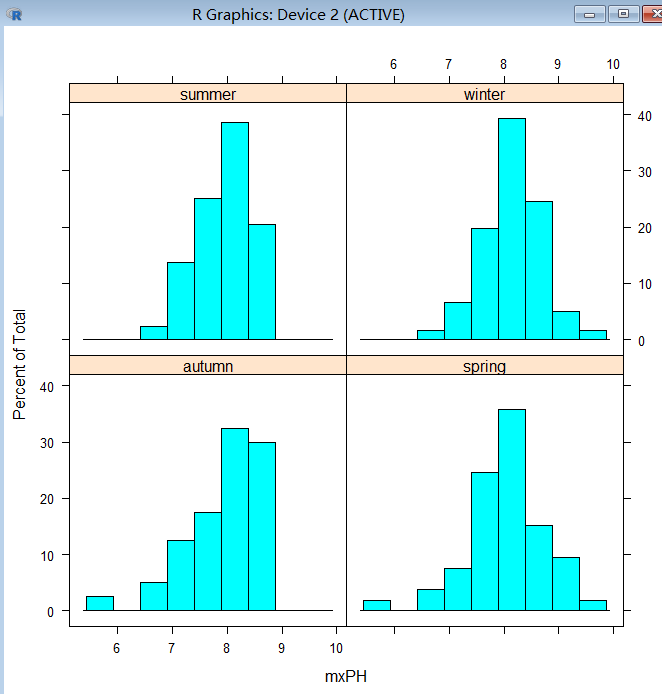 R Graphics: Device 2 (ACTIVE)
6 7 8 9 10
summer winter
40
30
20
10
0
autumn spring
40
30
20
10
0
Percent of Total
6 7 8 9 10
mxPH